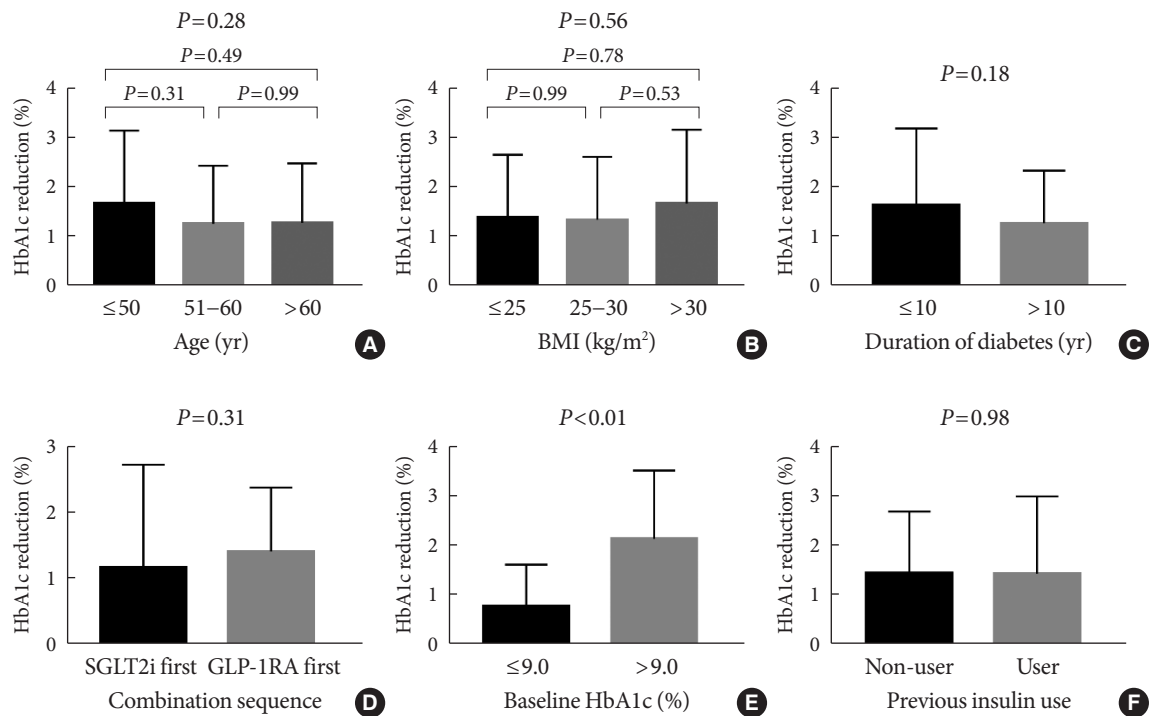 P=0.28
P=0.49
P=0.31
P=0.99
HbA1c reduction (%)
4
3
2
1
0
≤50
51–60
>60
Age (yr)
A
P=0.56
P=0.78
P=0.99
P=0.53
HbA1c reduction (%)
4
3
2
1
0
≤25
25–30
>30
BMI (kg/m²)
B
P=0.18
HbA1c reduction (%)
4
3
2
1
0
≤10
>10
Duration of diabetes (yr)
C
P=0.31
HbA1c reduction (%)
3
2
1
0
SGLT2i first
GLP-1RA first
Combination sequence
D
P<0.01
HbA1c reduction (%)
4
3
2
1
0
≤9.0
>9.0
Baseline HbA1c (%)
E
P=0.98
HbA1c reduction (%)
4
3
2
1
0
Non-user
User
Previous insulin use
F